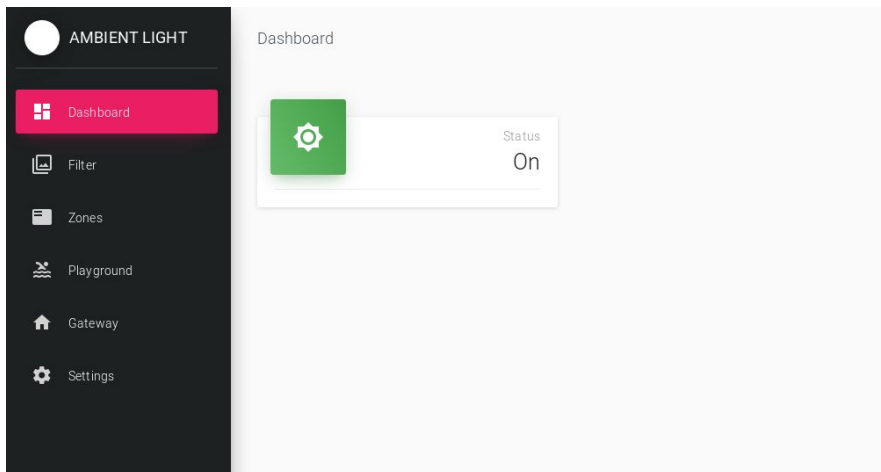 AMBIENT LIGHT
Dashboard
Filter
Zones
Playground
Gateway
Settings
Dashboard
Status
On